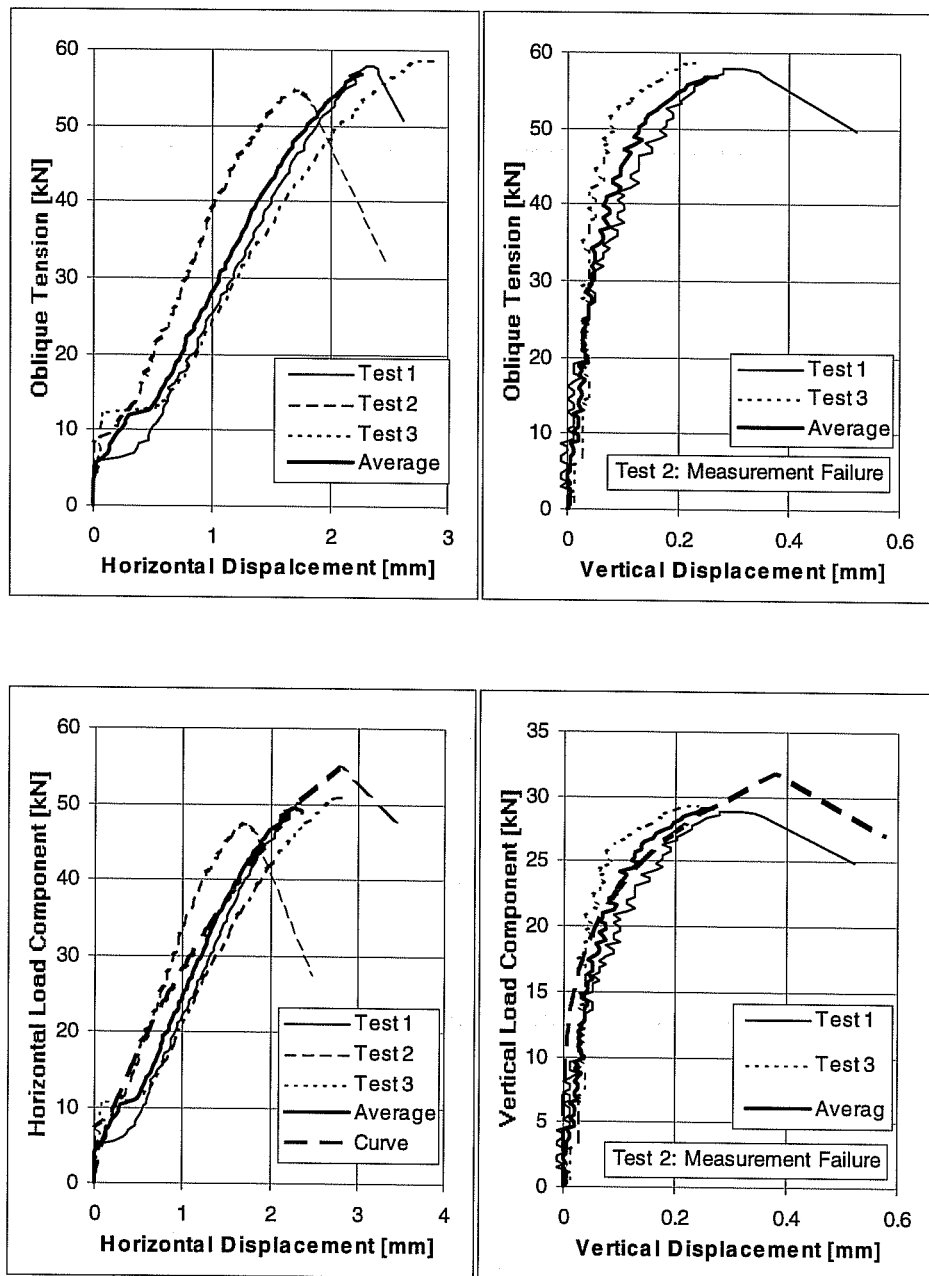 Oblique Tension [kN]
60
50
40
30
20
10
0
Test 1
Test 2
Test 3
Average
0 1 2 3
Horizontal Dispalcement [mm]
Oblique Tension [kN]
60
50
40
30
20
10
0
Test 1
Test 3
Average
Test 2: Measurement Failure
0 0.2 0.4 0.6
Vertical Displacement [mm]
Horizontal Load Component [kN]
60
50
40
30
20
10
0
Test 1
Test 2
Test 3
Average
Curve
0 1 2 3 4
Horizontal Displacement [mm]
Vertical Load Component [kN]
35
30
25
20
15
10
5
0
Test 1
Test 3
Averag
Test 2: Measurement Failure
0 0.2 0.4 0.6
Vertical Displacement [mm]